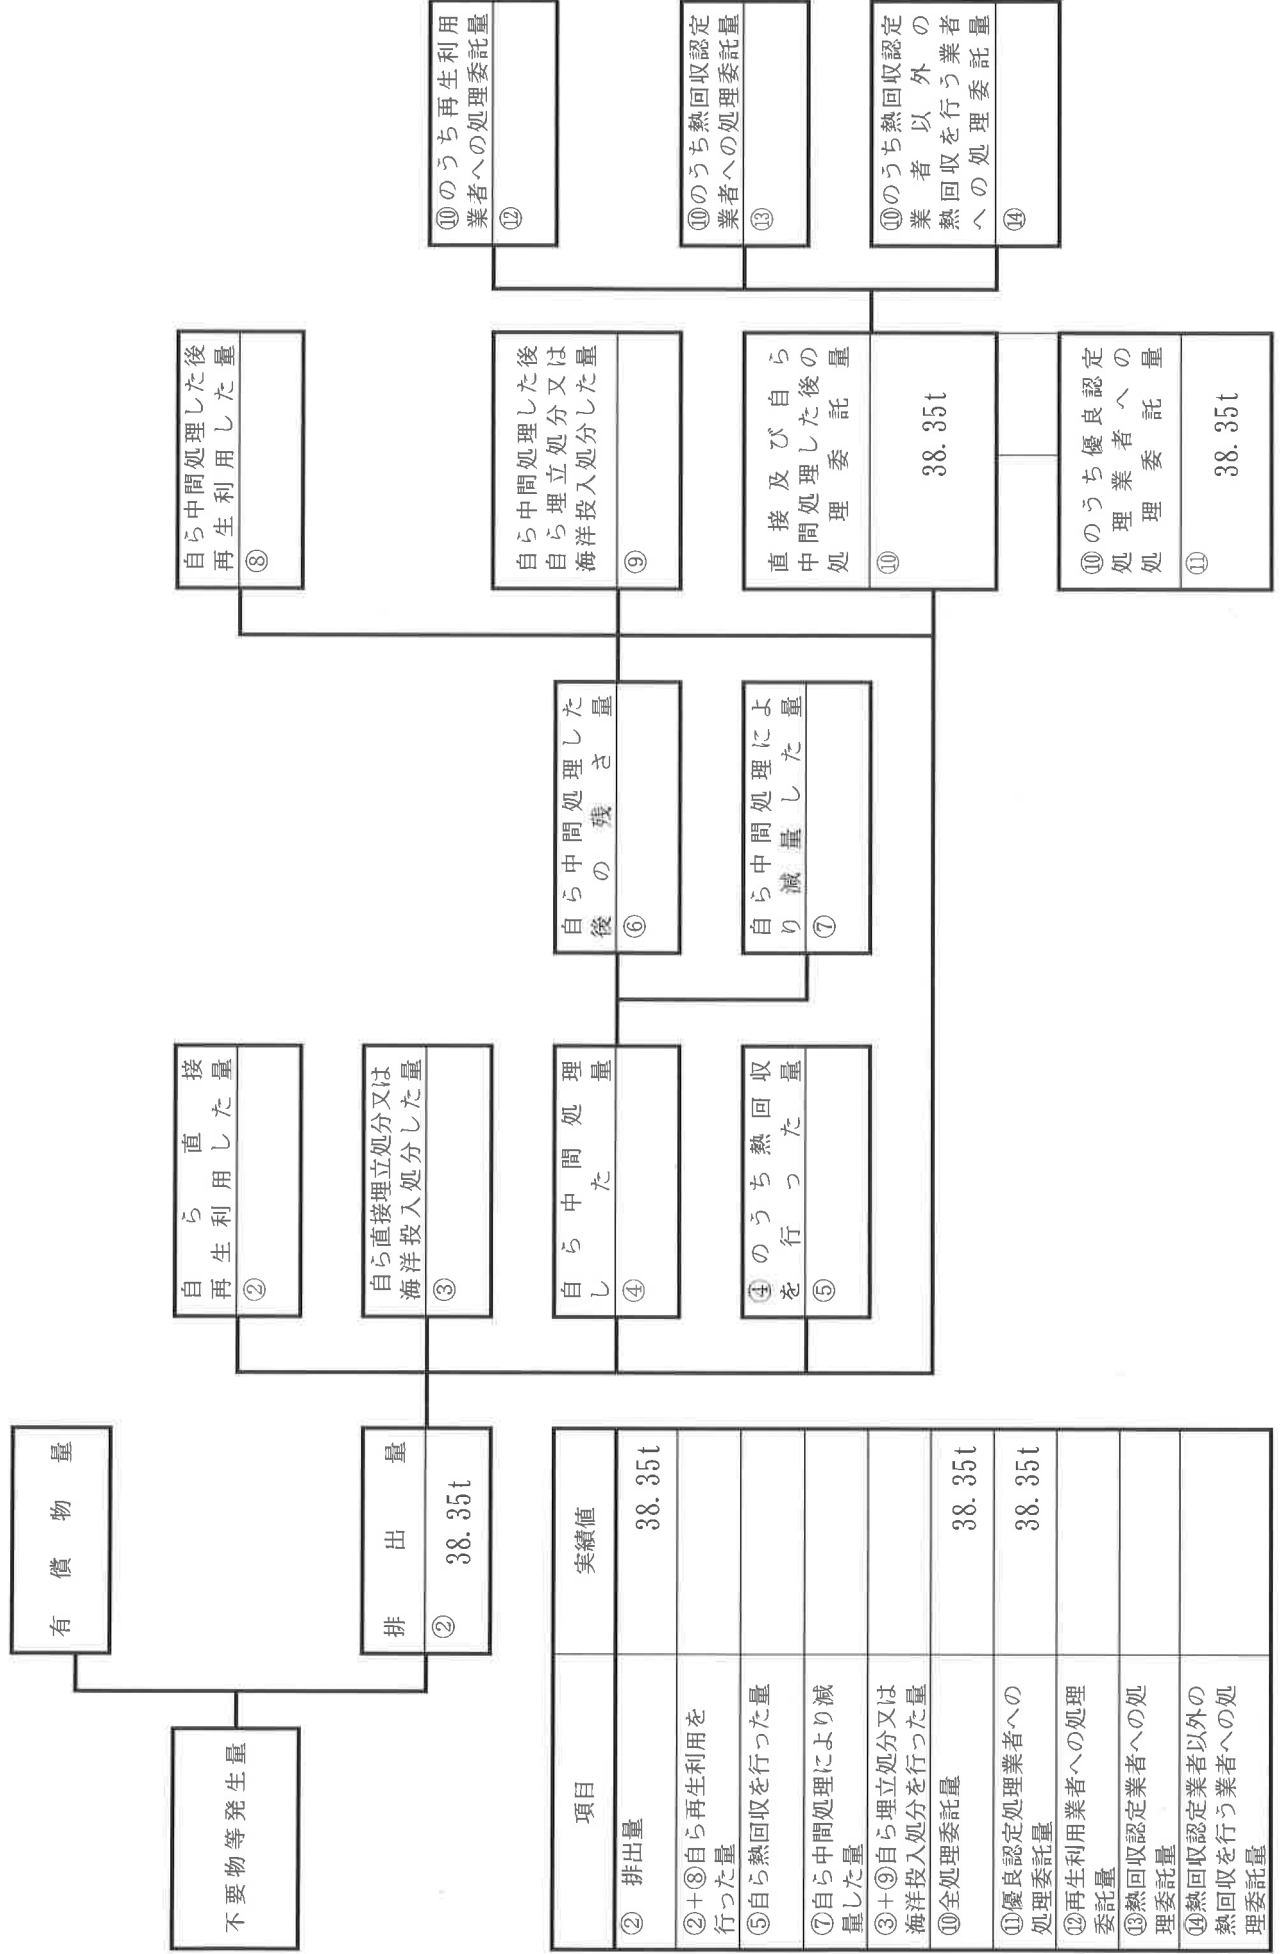 不要物等発生量
有償物量
排出量
② 38.35t
自ら直接
再生利用した量
②
自ら直接埋立処分又は
海洋投入処分した量
③
自ら中間処理
した量
④
④のうち熱回収
を行った量
⑤
自ら中間処理した
後の残さ量
⑥
自ら中間処理によ
り減量した量
⑦
自ら中間処理した後
再生利用した量
⑧
自ら中間処理した後
自ら埋立処分又は
海洋投入処分した量
⑨
直接及び自ら
中間処理した後の
処理委託量
⑩
38.35t
⑩のうち優良認定
処理業者への
処理委託量
⑪
38.35t
⑩のうち再生利用
業者への処理委託量
⑫
⑩のうち熱回収認定
業者への処理委託量
⑬
⑩のうち熱回収認定
業者以外の
熱回収を行う業者
への処理委託量
⑭
項目 実績値
② 排出量 38.35t
②+⑧自ら再生利用を
行った量
⑤自ら熱回収を行った量
⑦自ら中間処理により減
量した量
③+⑨自ら埋立処分又は
海洋投入処分を行った量
⑩全処理委託量 38.35t
⑪優良認定処理業者への
処理委託量 38.35t
⑫再生利用業者への処理
委託量
⑬熱回収認定業者への処
理委託量
⑭熱回収認定業者以外の
熱回収を行う業者への処
理委託量